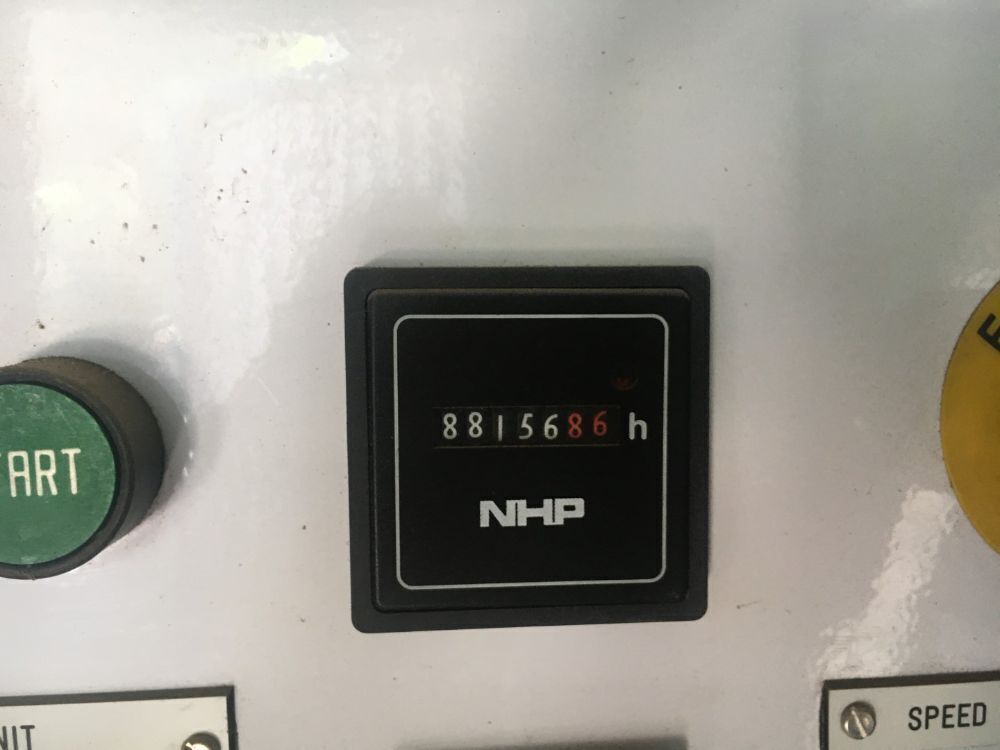 8815686 h
NHP
TART
NIT
SPEED